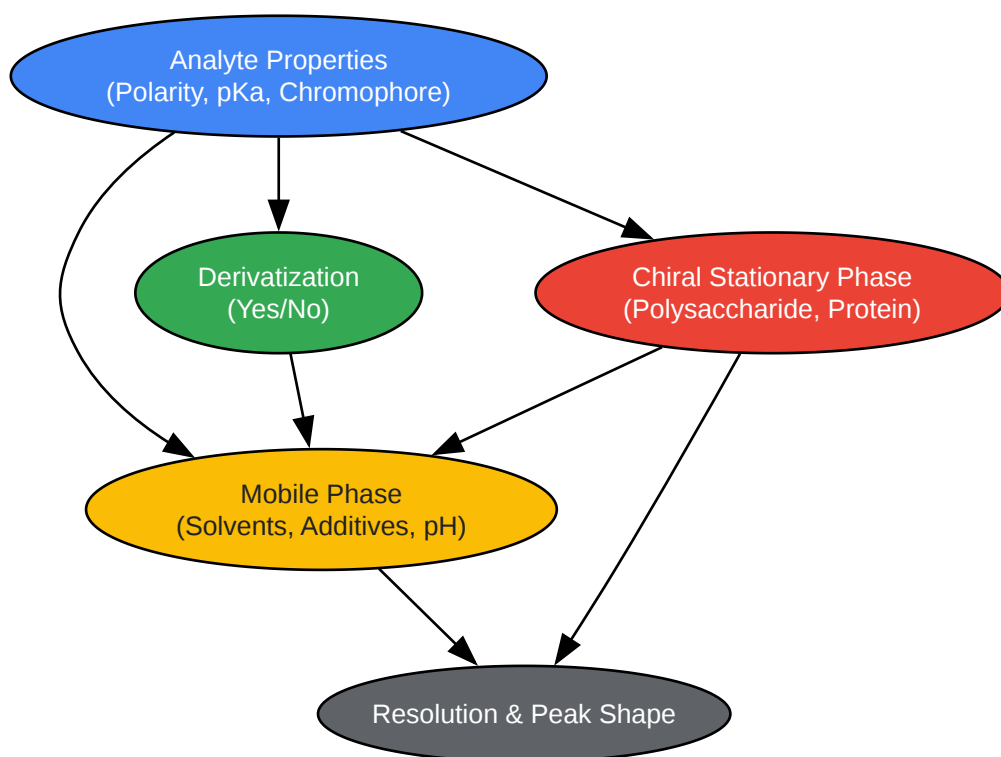 Analyte Properties
(Polarity, pKa, Chromophore)
Derivatization
(Yes/No)
Chiral Stationary Phase
(Polysaccharide, Protein)
Mobile Phase
(Solvents, Additives, pH)
Resolution & Peak Shape